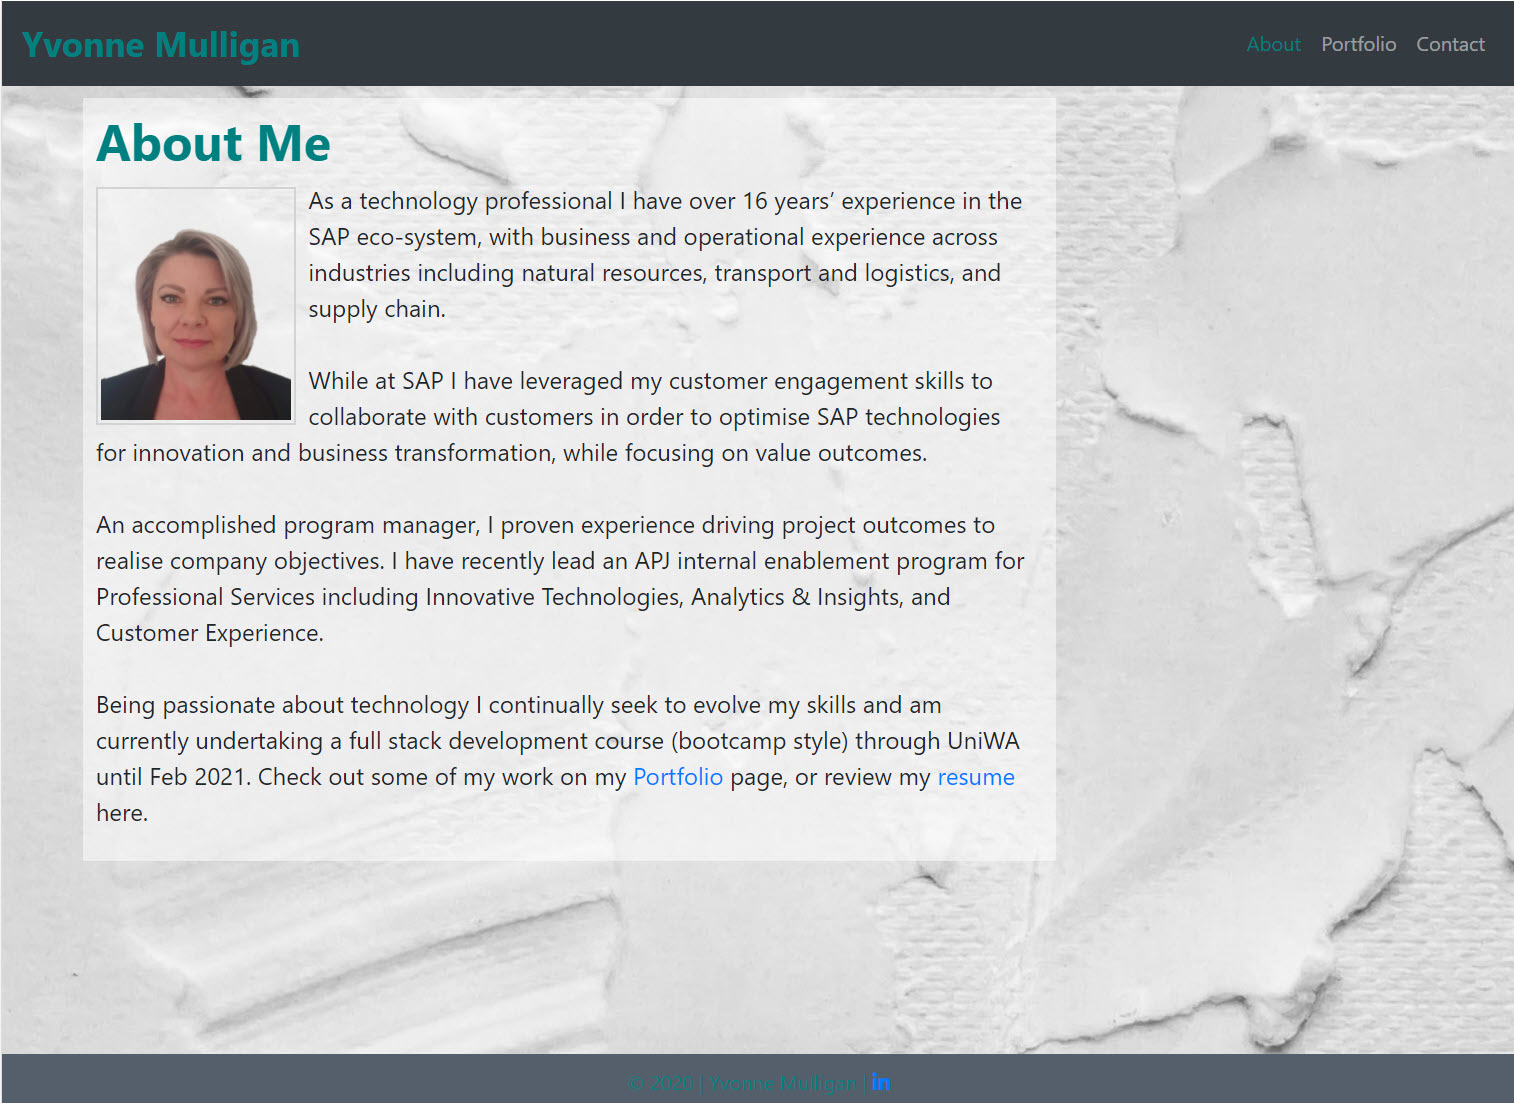 Yvonne Mulligan
About Portfolio Contact
About Me
As a technology professional I have over 16 years’ experience in the
SAP eco-system, with business and operational experience across
industries including natural resources, transport and logistics, and
supply chain.
While at SAP I have leveraged my customer engagement skills to
collaborate with customers in order to optimise SAP technologies
for innovation and business transformation, while focusing on value outcomes.
An accomplished program manager, I proven experience driving project outcomes to
realise company objectives. I have recently lead an APJ internal enablement program for
Professional Services including Innovative Technologies, Analytics & Insights, and
Customer Experience.
Being passionate about technology I continually seek to evolve my skills and am
currently undertaking a full stack development course (bootcamp style) through UniWA
until Feb 2021. Check out some of my work on my Portfolio page, or review my resume
here.
© 2020 | Yvonne Mulligan | in